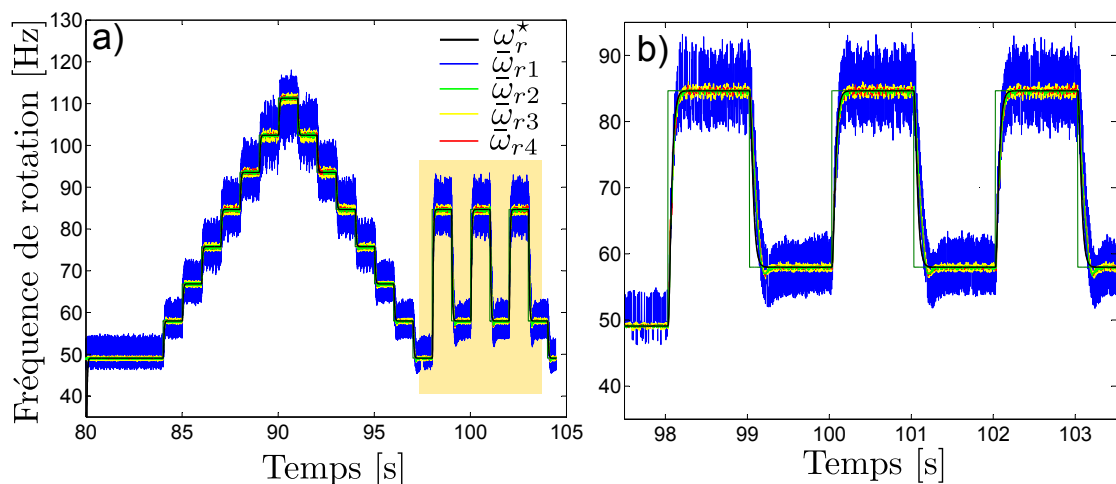 a)
Fréquence de rotation [Hz]
130
120
110
100
90
80
70
60
50
40
ω_r^⋆
ω̄_{r1}
ω̄_{r2}
ω̄_{r3}
ω̄_{r4}
80 85 90 95 100 105
Temps [s]
b)
90
80
70
60
50
40
98 99 100 101 102 103
Temps [s]